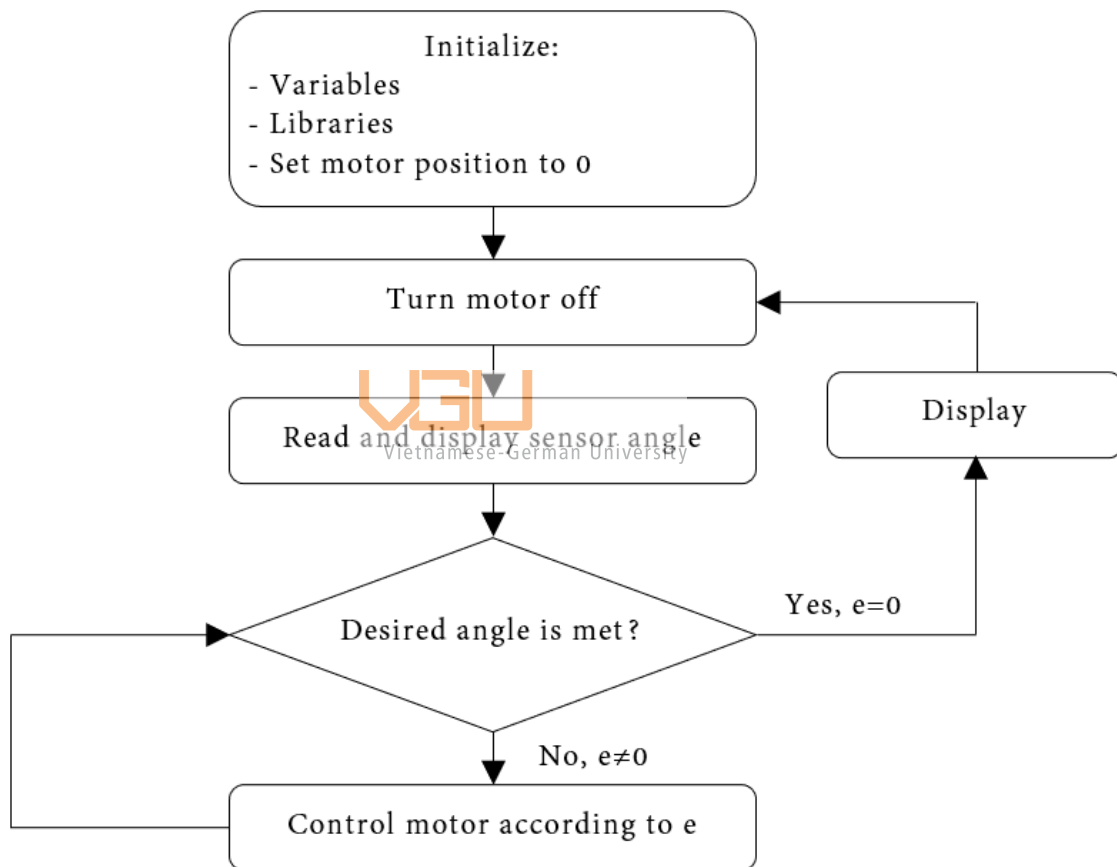 Initialize:
- Variables
- Libraries
- Set motor position to 0
Turn motor off
VGU
Vietnamese-German University
Read and display sensor angle
Display
Desired angle is met?
Yes, e=0
No, e≠0
Control motor according to e